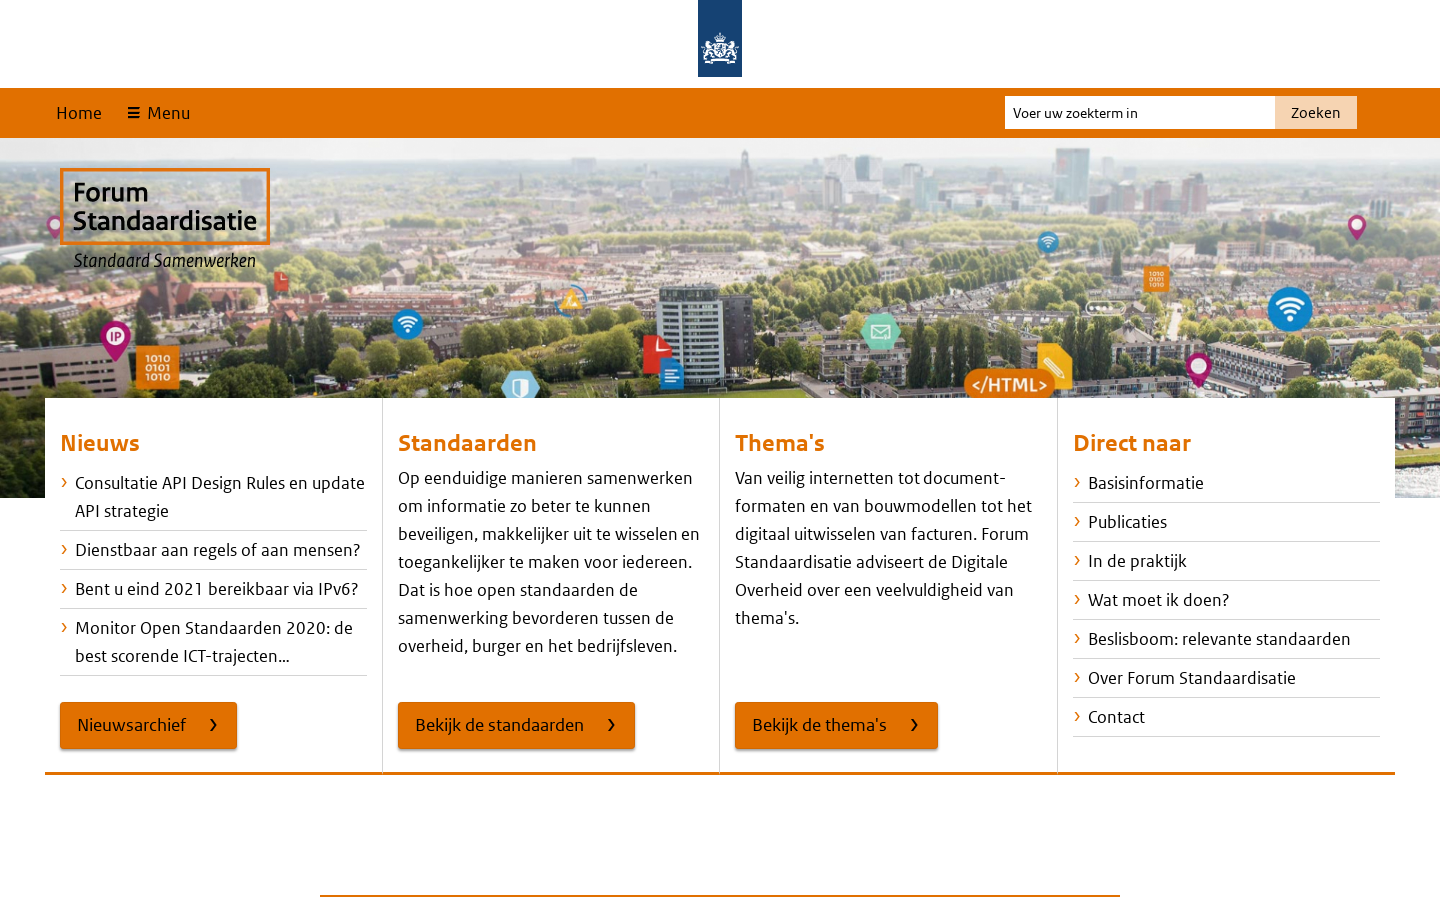 Home
Menu
Voer uw zoekterm in
Zoeken
Forum
Standaardisatie
Standaard Samenwerken
IP
1010
0101
1010
1010
0101
1010
</HTML>
Nieuws
Consultatie API Design Rules en update
API strategie
Dienstbaar aan regels of aan mensen?
Bent u eind 2021 bereikbaar via IPv6?
Monitor Open Standaarden 2020: de
best scorende ICT-trajecten...
Nieuwsarchief
Standaarden
Op eenduidige manieren samenwerken
om informatie zo beter te kunnen
beveiligen, makkelijker uit te wisselen en
toegankelijker te maken voor iedereen.
Dat is hoe open standaarden de
samenwerking bevorderen tussen de
overheid, burger en het bedrijfsleven.
Bekijk de standaarden
Thema's
Van veilig internetten tot document-
formaten en van bouwmodellen tot het
digitaal uitwisselen van facturen. Forum
Standaardisatie adviseert de Digitale
Overheid over een veelvuldigheid van
thema's.
Bekijk de thema's
Direct naar
Basisinformatie
Publicaties
In de praktijk
Wat moet ik doen?
Beslisboom: relevante standaarden
Over Forum Standaardisatie
Contact